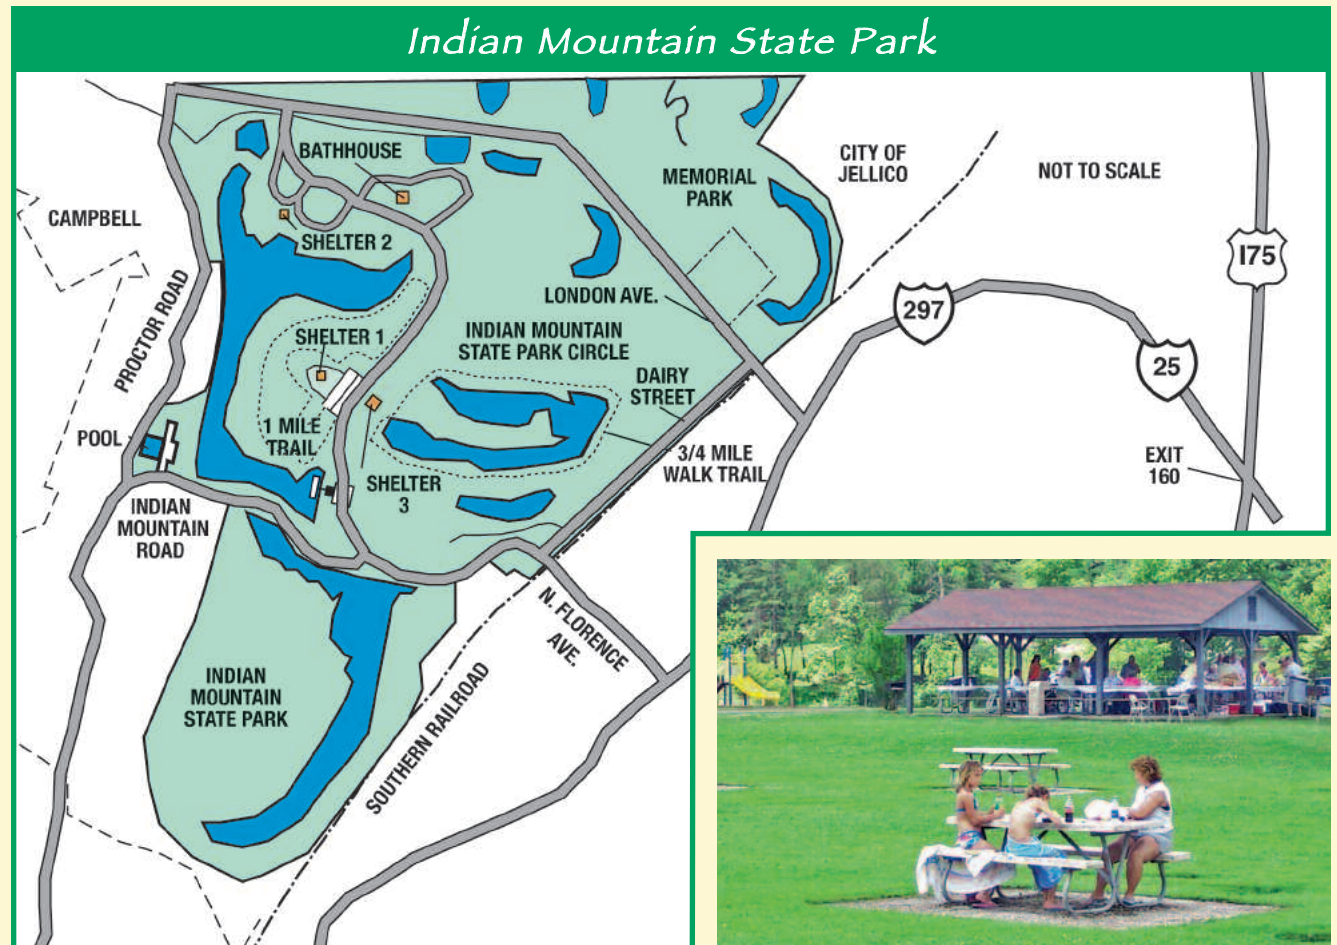 Indian Mountain State Park
BATHHOUSE
CITY OF
JELLICO
NOT TO SCALE
MEMORIAL
PARK
CAMPBELL
SHELTER 2
I75
PROCTOR ROAD
LONDON AVE.
297
SHELTER 1
INDIAN MOUNTAIN
STATE PARK CIRCLE
25
DAIRY
STREET
1 MILE
TRAIL
POOL
3/4 MILE
WALK TRAIL
EXIT
160
SHELTER
3
INDIAN
MOUNTAIN
ROAD
N. FLORENCE
AVE.
INDIAN
MOUNTAIN
STATE PARK
SOUTHERN RAILROAD